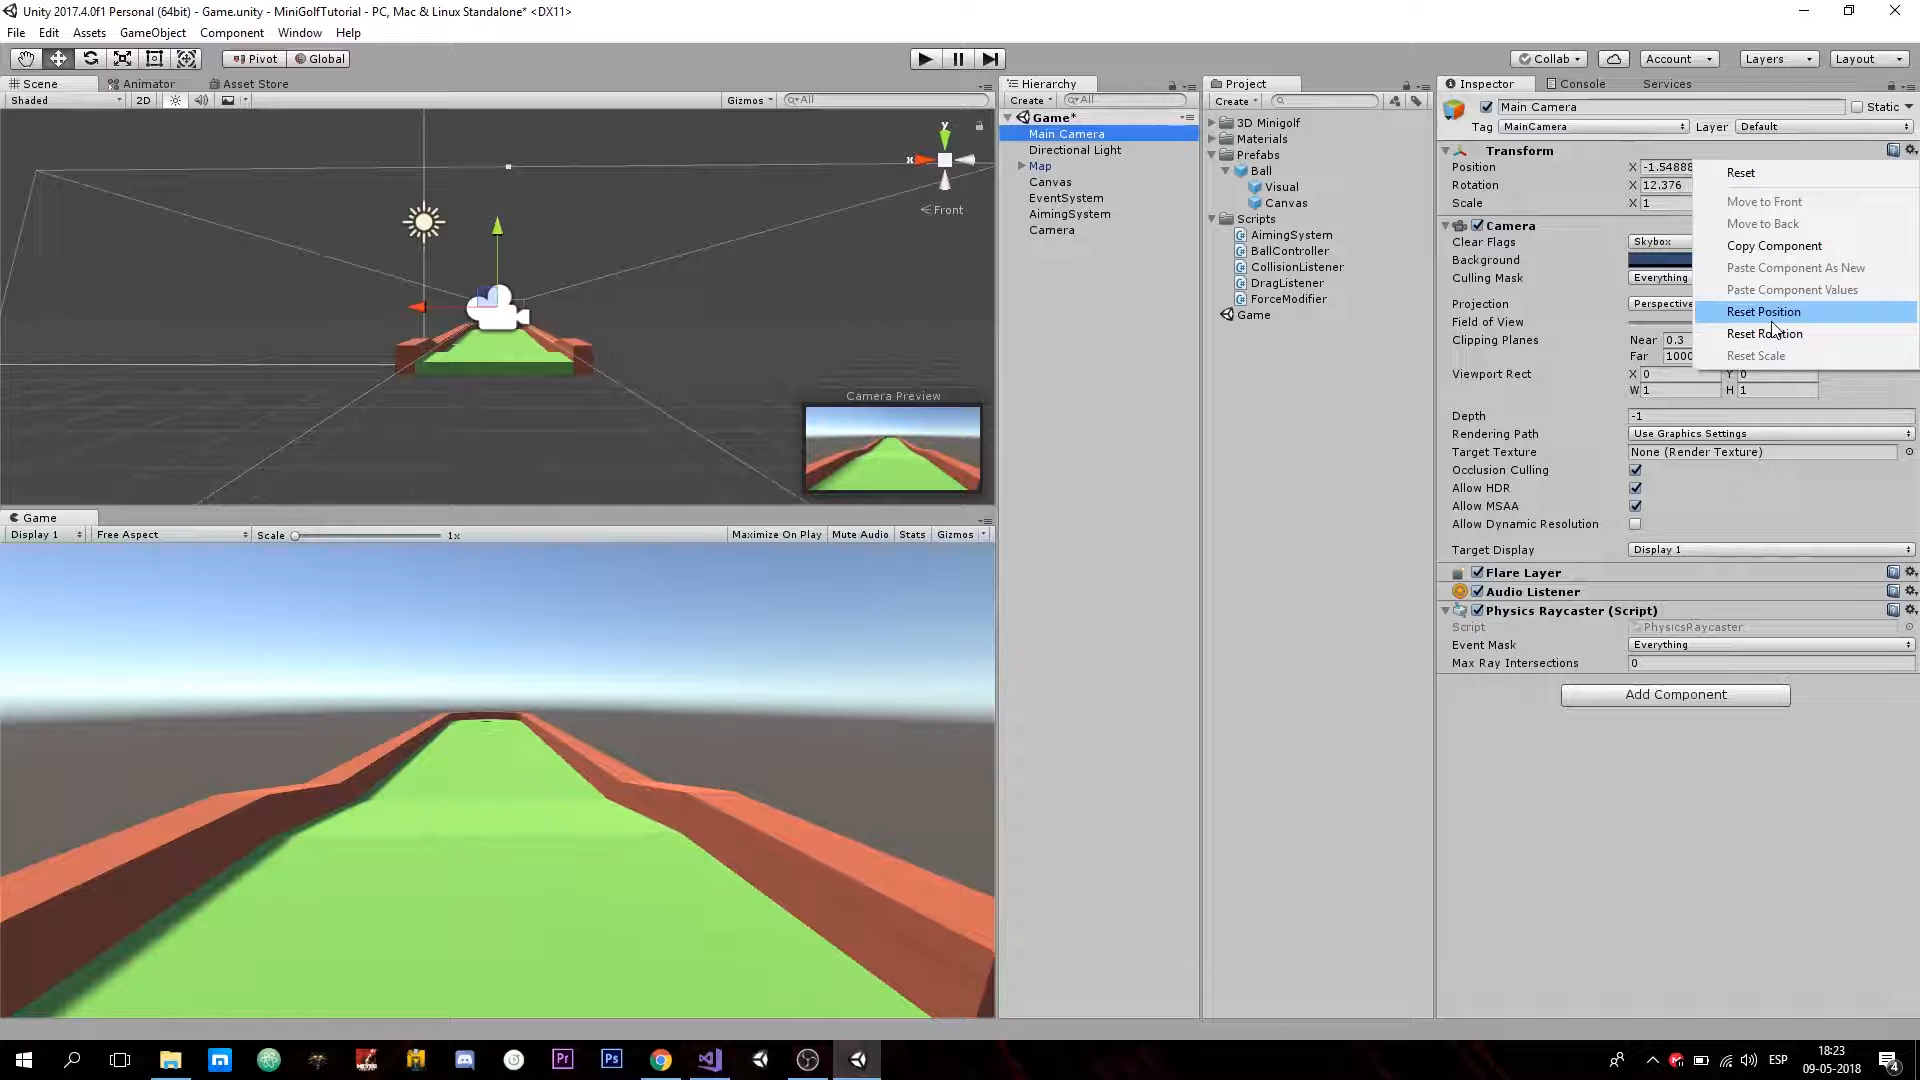 Unity 2017.4.0f1 Personal (64bit) - Game.unity - MiniGolfTutorial - PC, Mac & Linux Standalone* <DX11>
File Edit Assets GameObject Component Window Help
Pivot Global Collab Account Layers Layout
Scene Animator Asset Store
Shaded 2D Gizmos All
y
x
Front
Camera Preview
Game
Display 1 Free Aspect Scale 1x Maximize On Play Mute Audio Stats Gizmos
Hierarchy
Create All
Game*
Main Camera
Directional Light
Map
Canvas
EventSystem
AimingSystem
Camera
Project
Create
3D Minigolf
Materials
Prefabs
Ball
Visual
Canvas
Scripts
AimingSystem
BallController
CollisionListener
DragListener
ForceModifier
Game
Inspector Console Services
Main Camera Static
Tag MainCamera Layer Default
Transform
Position X -1.54888
Rotation X 12.376
Scale X 1
Reset
Move to Front
Move to Back
Copy Component
Paste Component As New
Paste Component Values
Reset Position
Reset Rotation
Reset Scale
Camera
Clear Flags Skybox
Background
Culling Mask Everything
Projection Perspective
Field of View
Clipping Planes Near 0.3
Far 1000
Viewport Rect X 0 Y 0
W 1 H 1
Depth -1
Rendering Path Use Graphics Settings
Target Texture None (Render Texture)
Occlusion Culling
Allow HDR
Allow MSAA
Allow Dynamic Resolution
Target Display Display 1
Flare Layer
Audio Listener
Physics Raycaster (Script)
Script PhysicsRaycaster
Event Mask Everything
Max Ray Intersections 0
Add Component
Pr Ps
ESP
18:23
09-05-2018
4